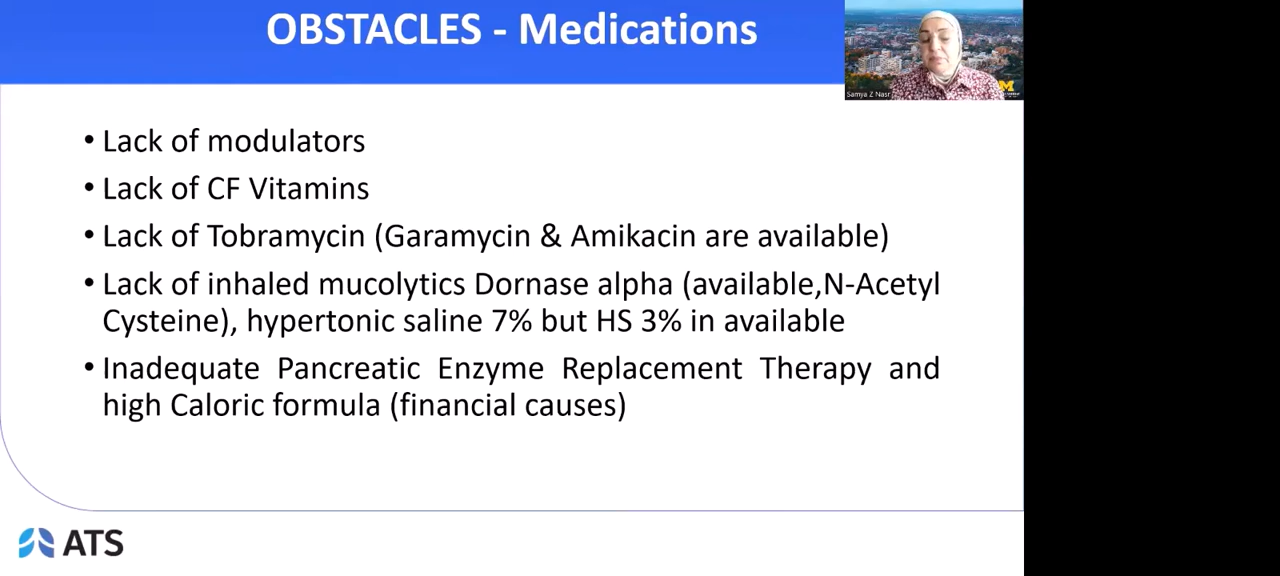 OBSTACLES - Medications
Samya Z Nasr
• Lack of modulators
• Lack of CF Vitamins
• Lack of Tobramycin (Garamycin & Amikacin are available)
• Lack of inhaled mucolytics Dornase alpha (available,N-Acetyl
Cysteine), hypertonic saline 7% but HS 3% in available
• Inadequate Pancreatic Enzyme Replacement Therapy and
high Caloric formula (financial causes)
ATS
M